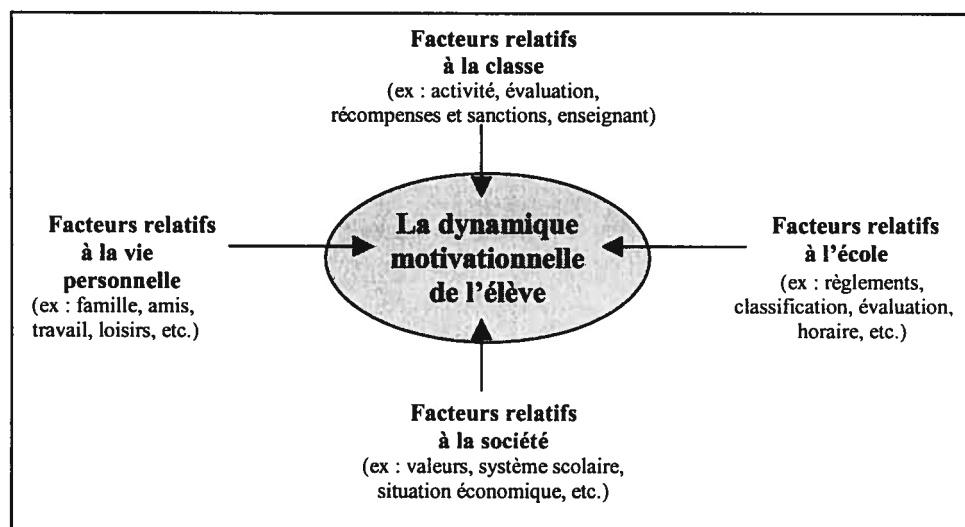 Facteurs relatifs
à la classe
(ex : activité, évaluation,
récompenses et sanctions, enseignant)
Facteurs relatifs
à la vie
personnelle
(ex : famille, amis,
travail, loisirs, etc.)
La dynamique
motivationnelle
de l'élève
Facteurs relatifs
à l'école
(ex : règlements,
classification, évaluation,
horaire, etc.)
Facteurs relatifs
à la société
(ex : valeurs, système scolaire,
situation économique, etc.)